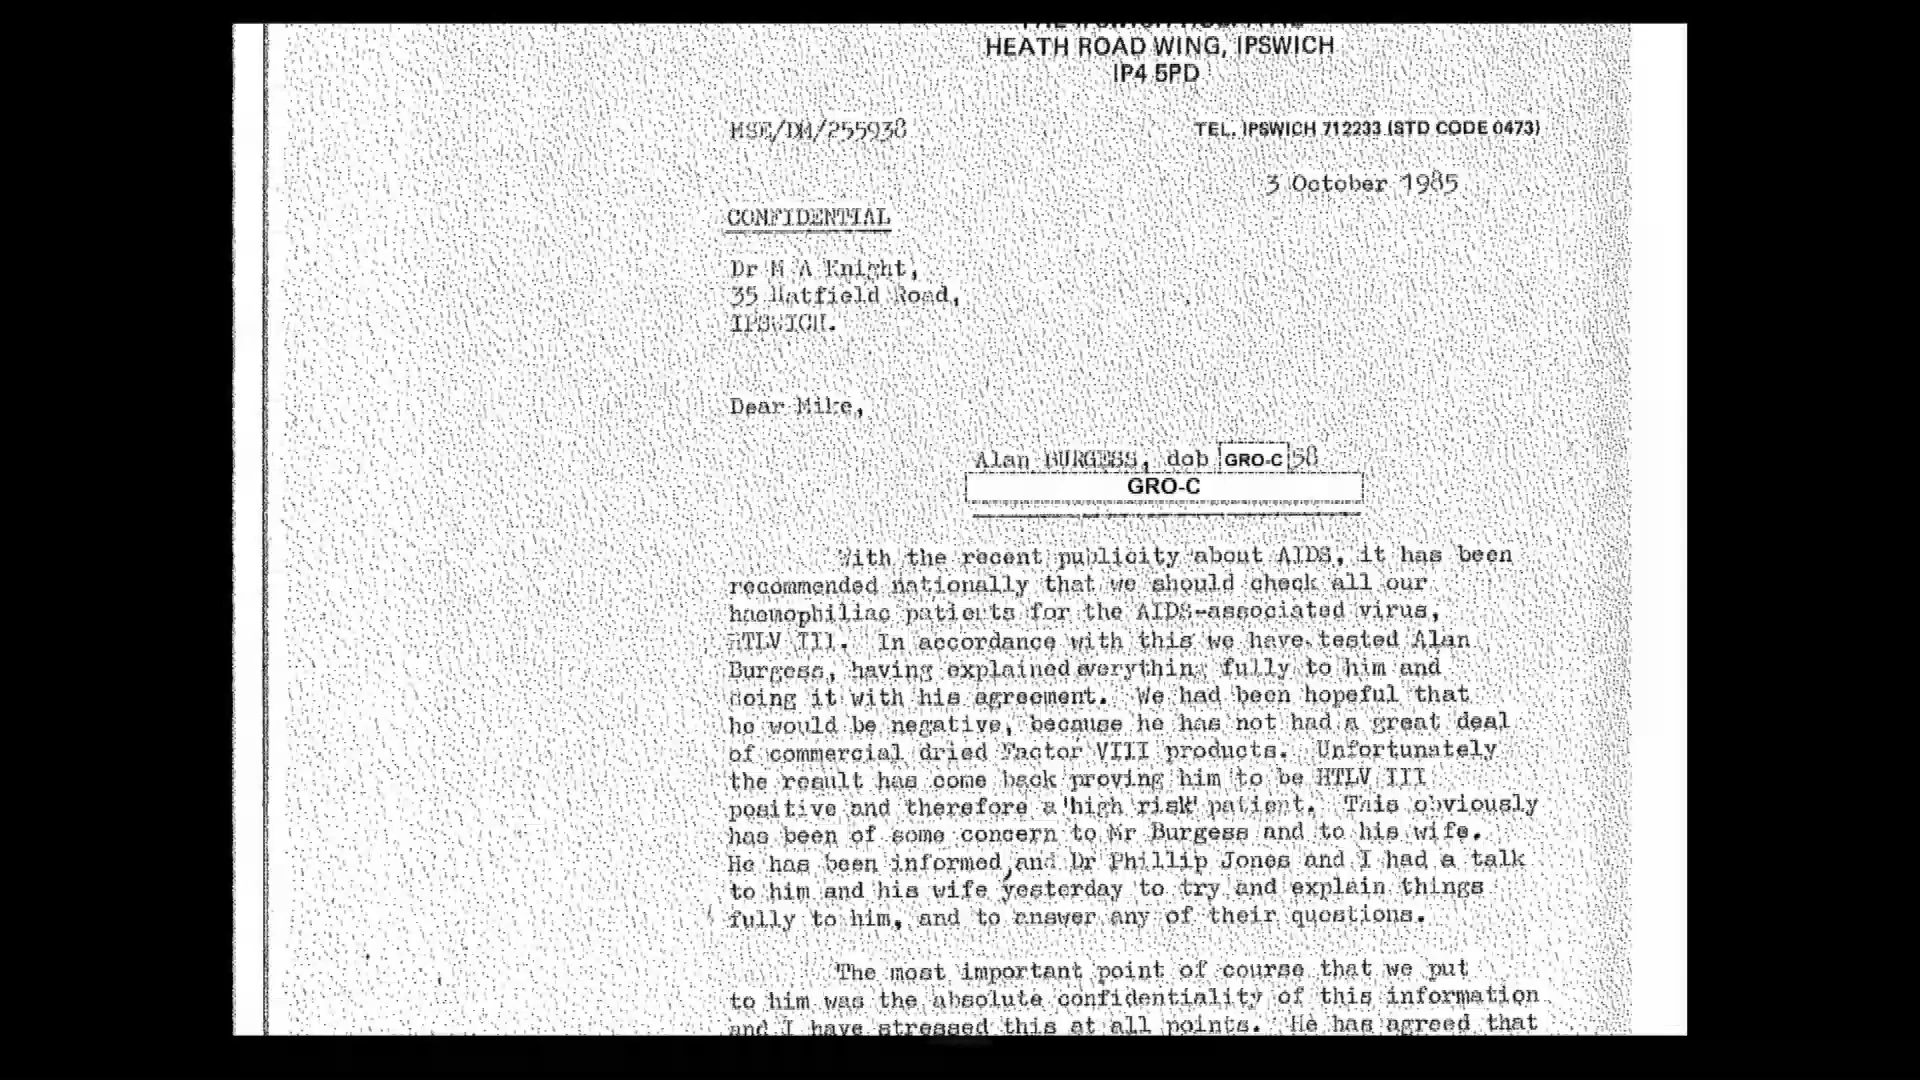 THE IPSWICH HOSPITAL
HEATH ROAD WING, IPSWICH
IP4 5PD
MSE/DM/255938
TEL. IPSWICH 712233 (STD CODE 0473)
3 October 1985
CONFIDENTIAL
Dr M A Knight,
35 Hatfield Road,
IPSWICH.
Dear Mike,
Alan BURGESS, dob GRO-C 58
GRO-C
With the recent publicity about AIDS, it has been
recommended nationally that we should check all our
haemophiliac patients for the AIDS-associated virus,
HTLV III. In accordance with this we have tested Alan
Burgess, having explained everything fully to him and
doing it with his agreement. We had been hopeful that
he would be negative, because he has not had a great deal
of commercial dried Factor VIII products. Unfortunately
the result has come back proving him to be HTLV III
positive and therefore a 'high risk' patient. This obviously
has been of some concern to Mr Burgess and to his wife.
He has been informed, and Dr Phillip Jones and I had a talk
to him and his wife yesterday to try and explain things
fully to him, and to answer any of their questions.
The most important point of course that we put
to him was the absolute confidentiality of this information
and I have stressed this at all points. He has agreed that